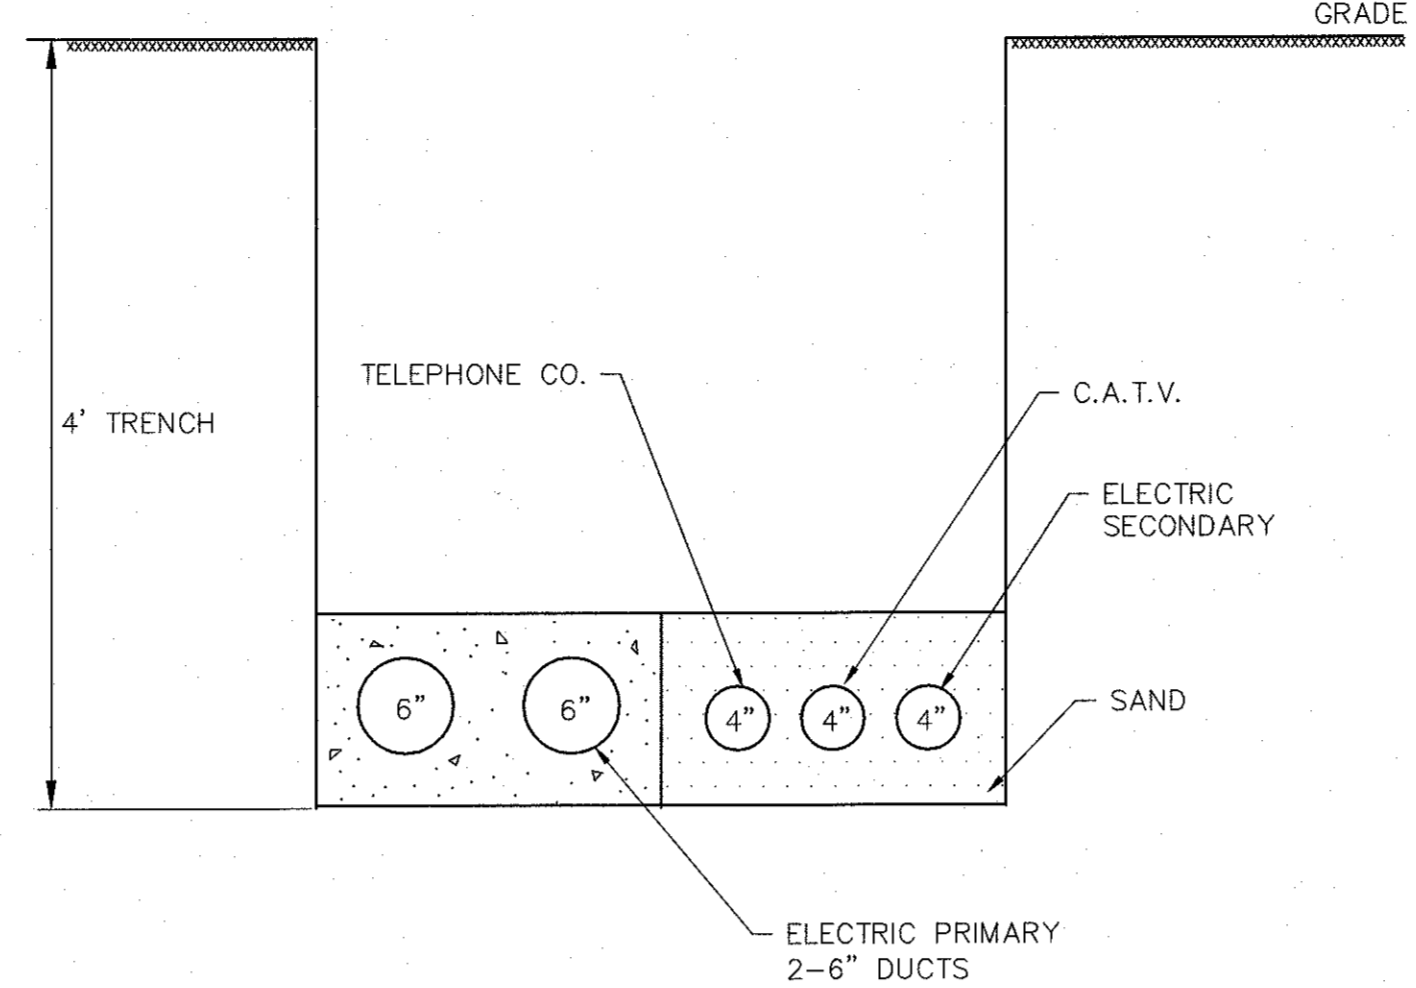 GRADE
TELEPHONE CO.
C.A.T.V.
4' TRENCH
ELECTRIC
SECONDARY
6"
6"
4"
4"
4"
SAND
ELECTRIC PRIMARY
2-6" DUCTS